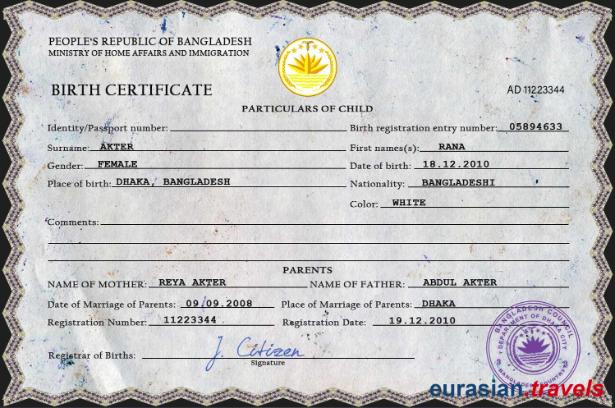 PEOPLE'S REPUBLIC OF BANGLADESH
MINISTRY OF HOME AFFAIRS AND IMMIGRATION
BIRTH CERTIFICATE
AD 11223344
PARTICULARS OF CHILD
Identity/Passport number: Birth registration entry number: 05894633
Surname: AKTER First names(s): RANA
Gender: FEMALE Date of birth: 18.12.2010
Place of birth: DHAKA, BANGLADESH Nationality: BANGLADESHI
Color: WHITE
Comments:
PARENTS
NAME OF MOTHER: REYA AKTER NAME OF FATHER: ABDUL AKTER
Date of Marriage of Parents: 09.09.2008 Place of Marriage of Parents: DHAKA
Registration Number: 11223344 Registration Date: 19.12.2010
Registrar of Births: J. Citizen
Signature
BANGLADESH COUNCIL
DEPARTMENT OF DHAKA CITY
eurasian.travels